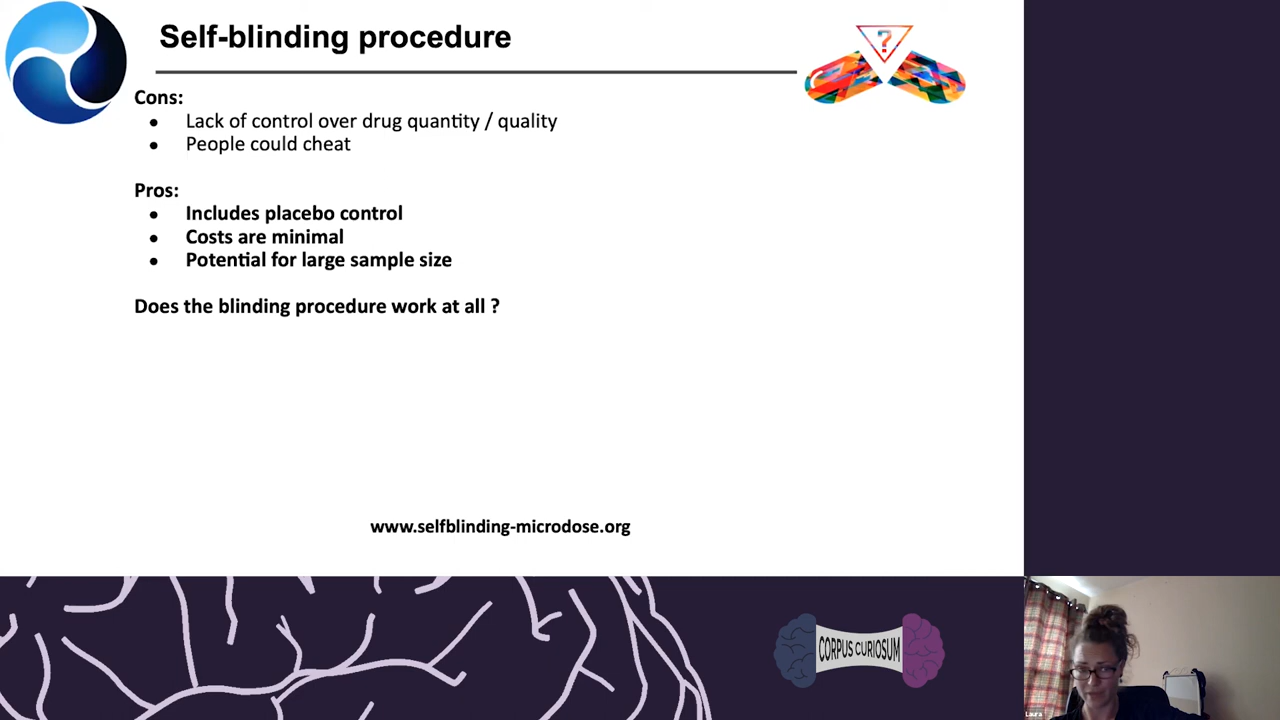 Self-blinding procedure
?
Cons:
● Lack of control over drug quantity / quality
● People could cheat
Pros:
● Includes placebo control
● Costs are minimal
● Potential for large sample size
Does the blinding procedure work at all ?
www.selfblinding-microdose.org
CORPUS CURIOSUM
Laura